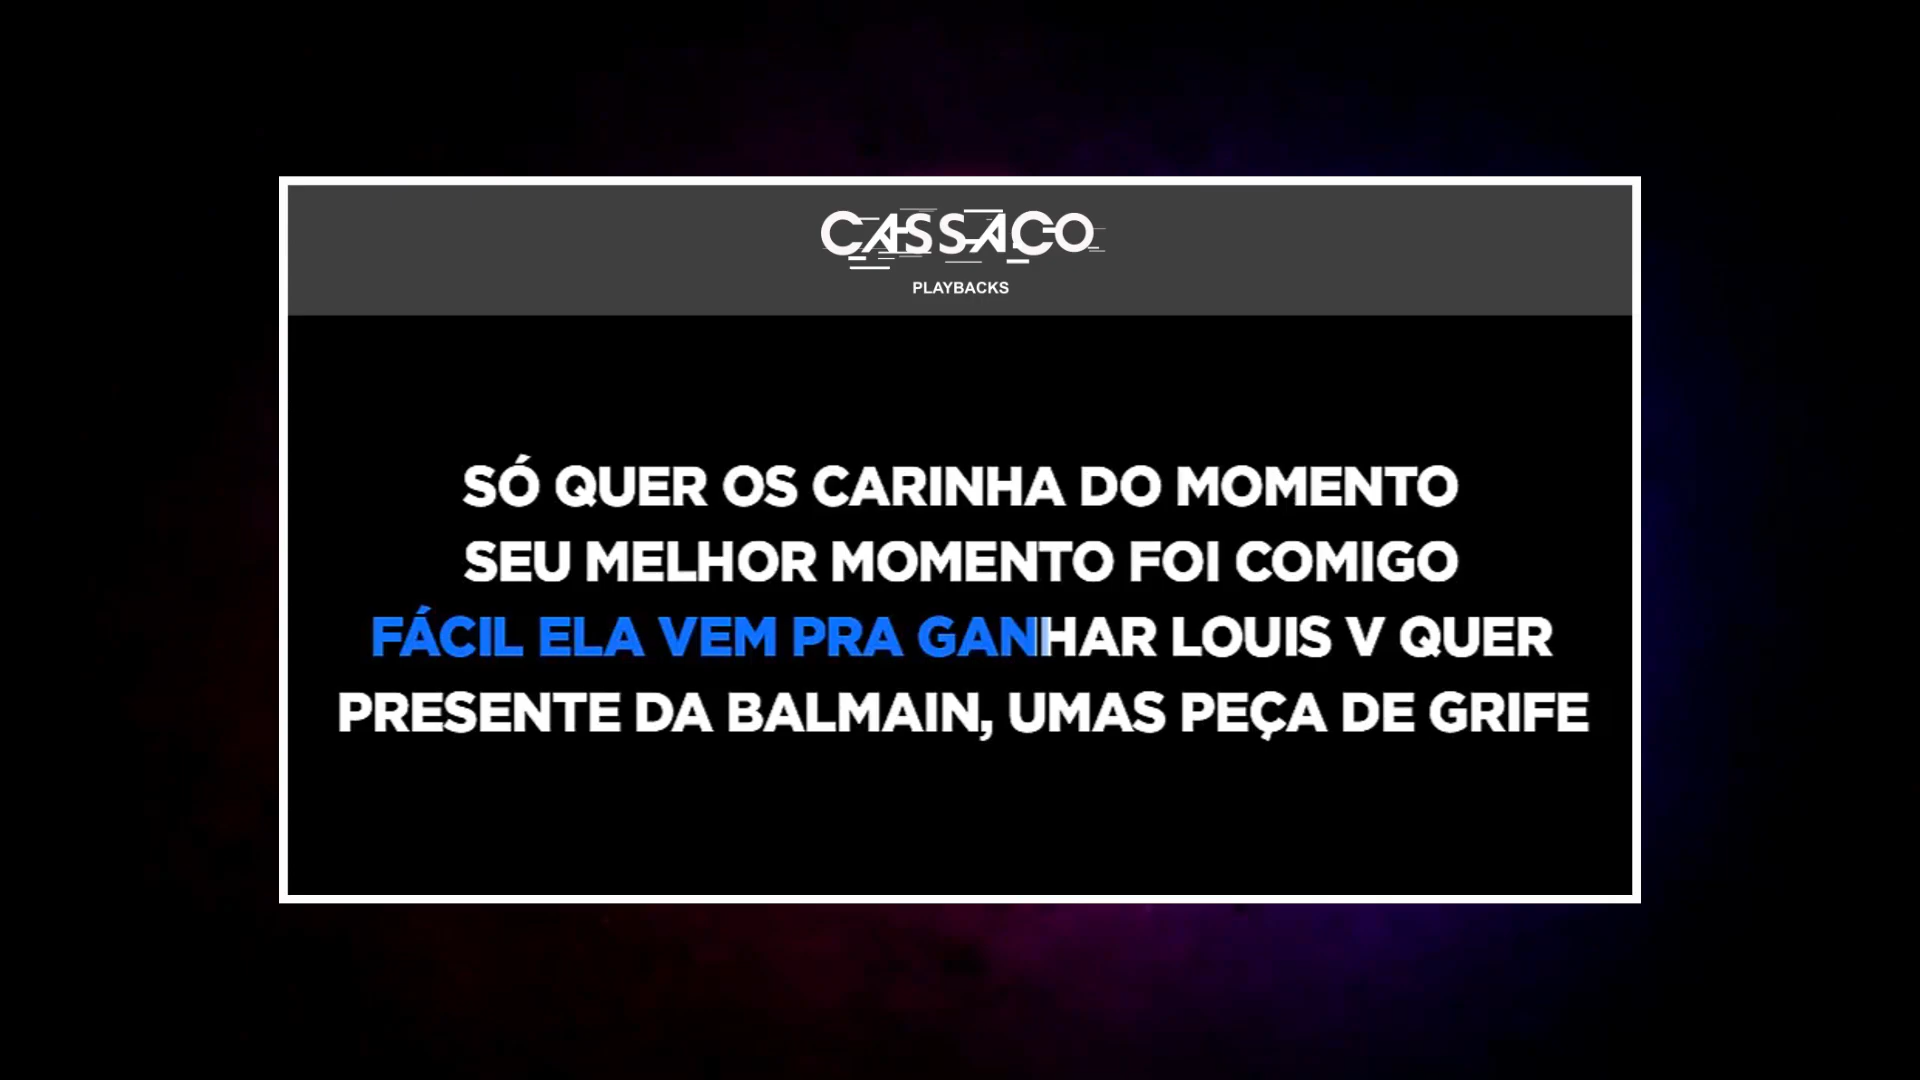 CASSACO
PLAYBACKS
SÓ QUER OS CARINHA DO MOMENTO
SEU MELHOR MOMENTO FOI COMIGO
FÁCIL ELA VEM PRA GANHAR LOUIS V QUER
PRESENTE DA BALMAIN, UMAS PEÇA DE GRIFE